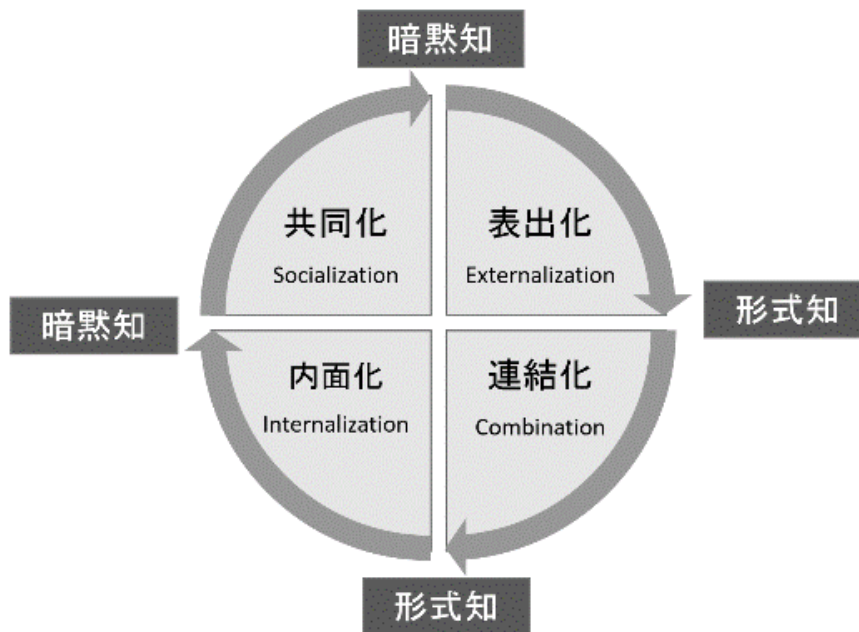 暗黙知
共同化
Socialization
表出化
Externalization
暗黙知
形式知
内面化
Internalization
連結化
Combination
形式知